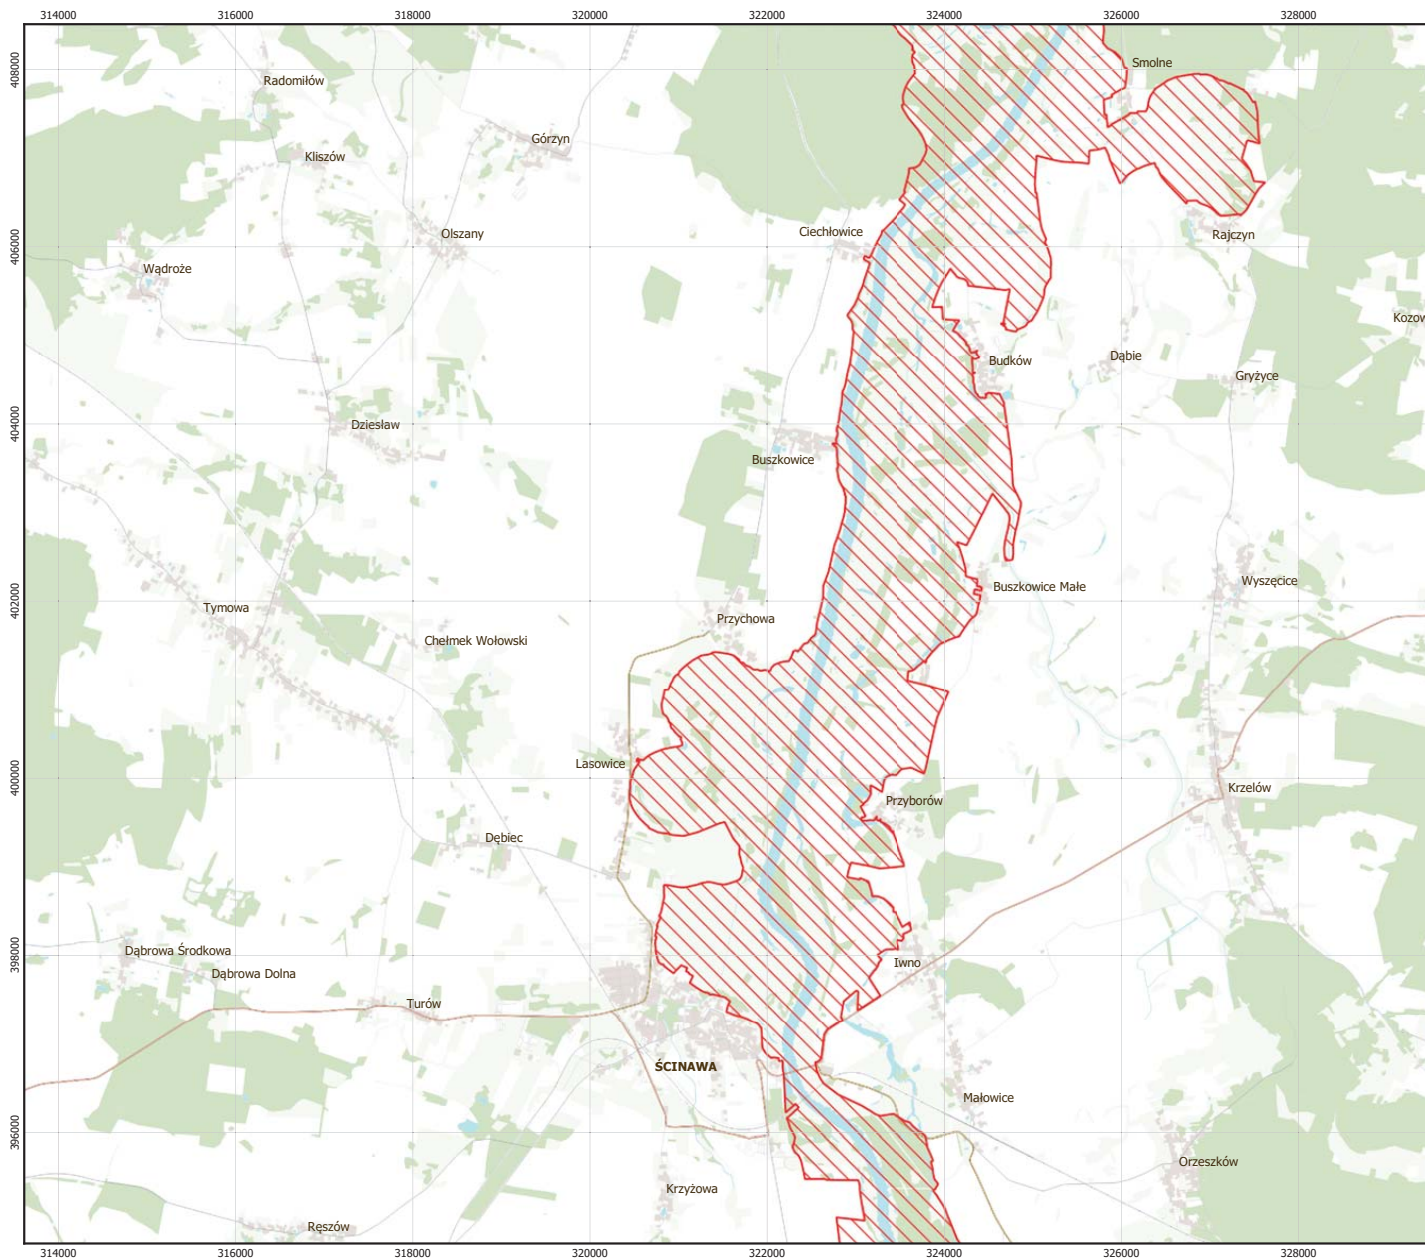 314000 316000 318000 320000 322000 324000 326000 328000
408000
Smolne
Radomiłów
Górzyn
Kliszów
Ciechłowice
Olszany
Rajczyn
406000
Wądroże
Kozow
Budków
Dąbie
Gryżyce
404000
Dziesław
Buszkowice
Wyszęcice
Buszkowice Małe
402000
Tymowa
Przychowa
Chełmek Wołowski
Lasowice
400000
Krzelów
Przyborów
Dębiec
398000
Dąbrowa Środkowa
Iwno
Dąbrowa Dolna
Turów
ŚCINAWA
Małowice
396000
Orzeszków
Krzyżowa
Ręszów
314000 316000 318000 320000 322000 324000 326000 328000